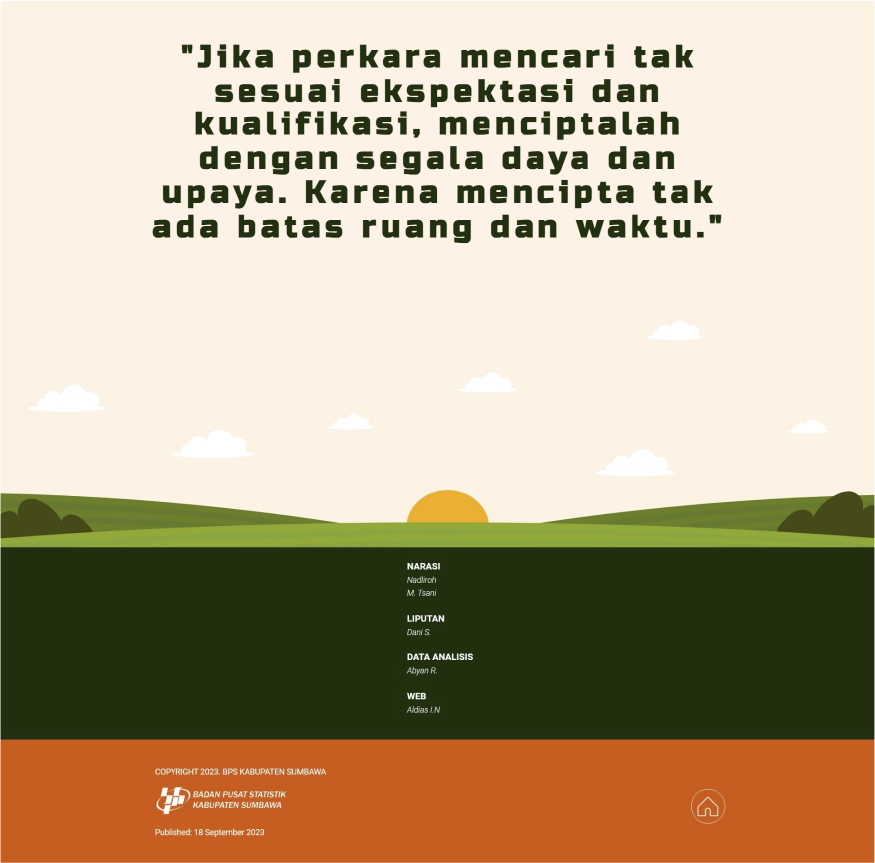 "Jika perkara mencari tak
sesuai ekspektasi dan
kualifikasi, menciptalah
dengan segala daya dan
upaya. Karena mencipta tak
ada batas ruang dan waktu."
NARASI
Nadliroh
M. Tsani
LIPUTAN
Dani S.
DATA ANALISIS
Abyan R.
WEB
Aldias I.N
COPYRIGHT 2023. BPS KABUPATEN SUMBAWA
BADAN PUSAT STATISTIK
KABUPATEN SUMBAWA
Published: 18 September 2023